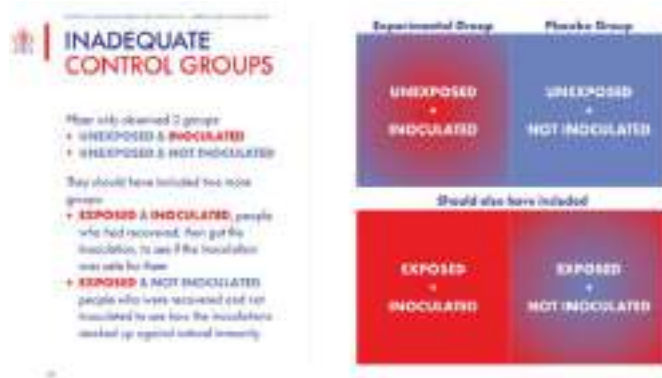 INADEQUATE
CONTROL GROUPS
Pfizer only observed 2 groups
• UNEXPOSED & INOCULATED
• UNEXPOSED & NOT INOCULATED
They should have included two more
groups:
• EXPOSED & INOCULATED, people
who had recovered, then got the
inoculation, to see if the inoculation
was safe for them
• EXPOSED & NOT INOCULATED
people who were recovered and not
inoculated to see how the inoculations
stacked up against natural immunity
Experimental Group
Placebo Group
UNEXPOSED
+
INOCULATED
UNEXPOSED
+
NOT INOCULATED
Should also have included
EXPOSED
+
INOCULATED
EXPOSED
+
NOT INOCULATED